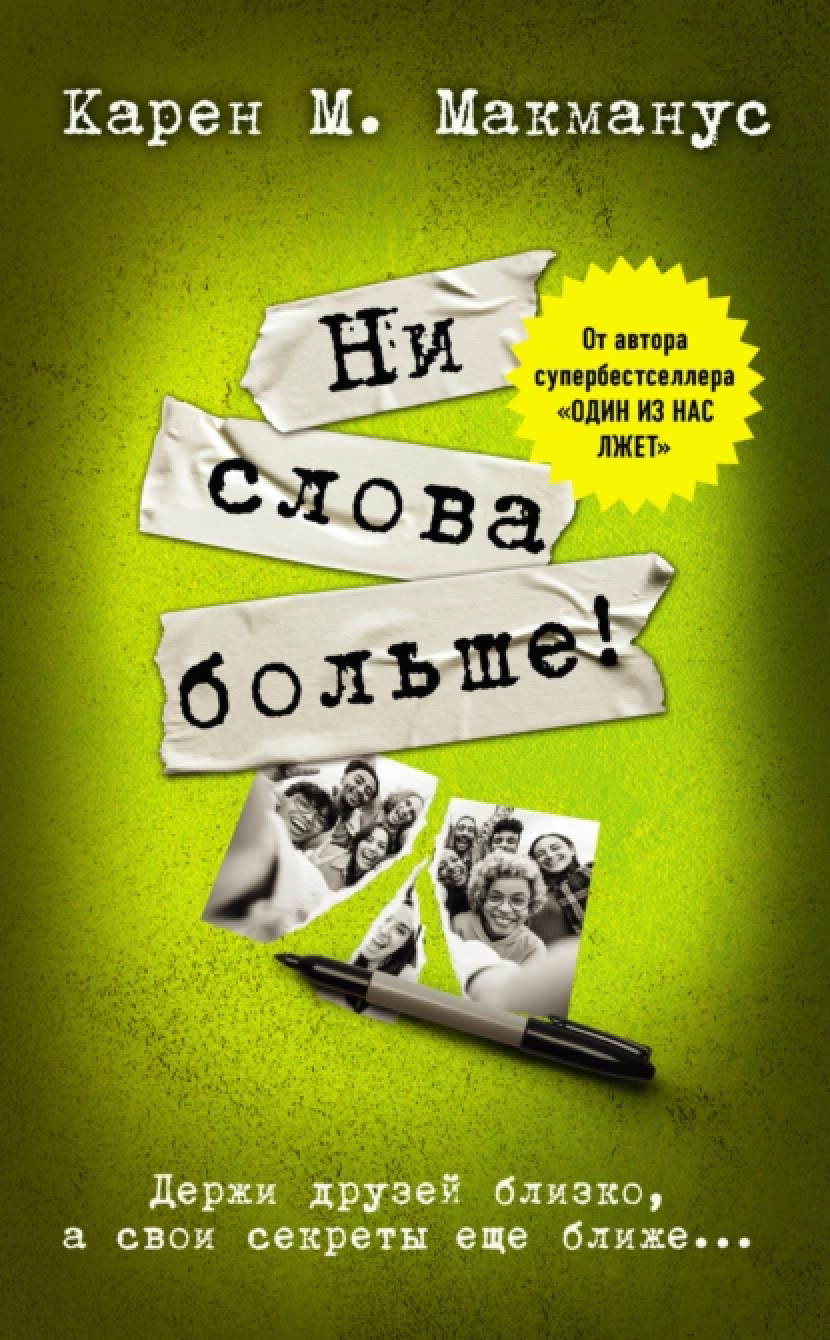 Карен М. Макманус
Ни
От автора
супербестселлера
«ОДИН ИЗ НАС
ЛЖЕТ»
слова
больше!
Держи друзей близко,
а свои секреты еще ближе...